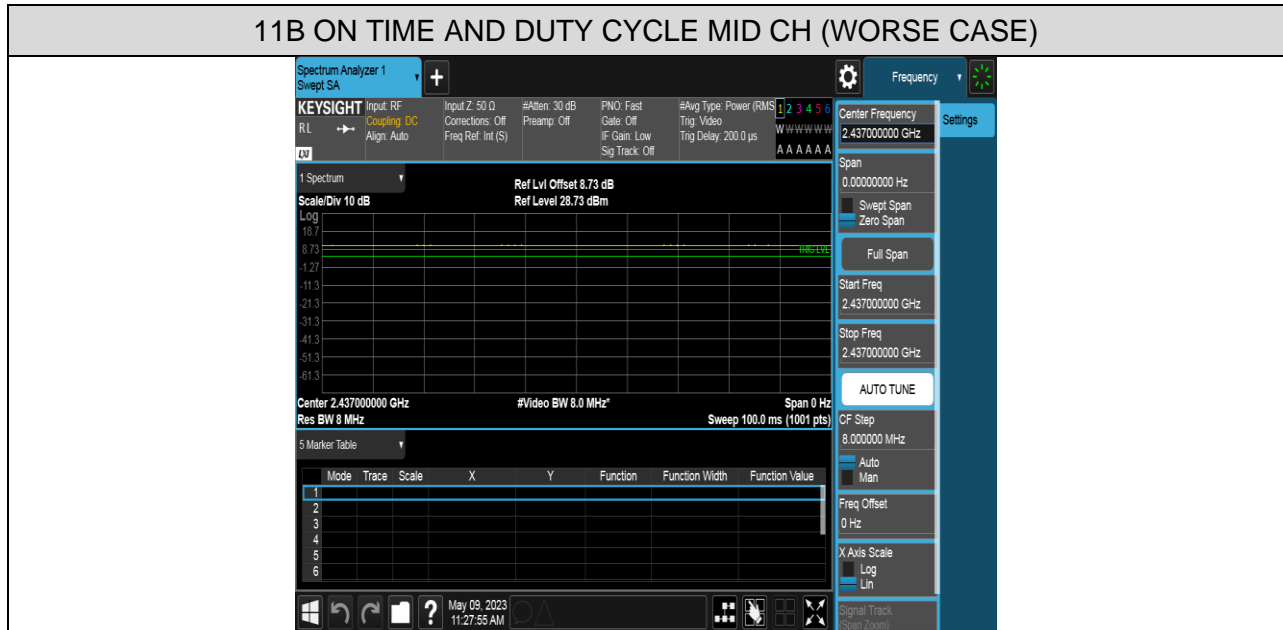 11B ON TIME AND DUTY CYCLE MID CH (WORSE CASE)
Spectrum Analyzer 1
Swept SA
+
Frequency
KEYSIGHT
RL
LXI
Input: RF
Coupling: DC
Align: Auto
Input Z: 50 Ω
Corrections: Off
Freq Ref: Int (S)
#Atten: 30 dB
Preamp: Off
PNO: Fast
Gate: Off
IF Gain: Low
Sig Track: Off
#Avg Type: Power (RMS
Trig: Video
Trig Delay: 200.0 µs
1 2 3 4 5 6
W W W W W W
A A A A A A
1 Spectrum
Scale/Div 10 dB
Ref Lvl Offset 8.73 dB
Ref Level 28.73 dBm
Log
18.7
8.73
-1.27
-11.3
-21.3
-31.3
-41.3
-51.3
-61.3
TRIG LVL
Center 2.437000000 GHz
#Video BW 8.0 MHz*
Span 0 Hz
Res BW 8 MHz
Sweep 100.0 ms (1001 pts)
5 Marker Table
Mode Trace Scale X Y Function Function Width Function Value
1
2
3
4
5
6
May 09, 2023
11:27:55 AM
?
Center Frequency
2.437000000 GHz
Settings
Span
0.00000000 Hz
Swept Span
Zero Span
Full Span
Start Freq
2.437000000 GHz
Stop Freq
2.437000000 GHz
AUTO TUNE
CF Step
8.000000 MHz
Auto
Man
Freq Offset
0 Hz
X Axis Scale
Log
Lin
Signal Track
(Span Zoom)